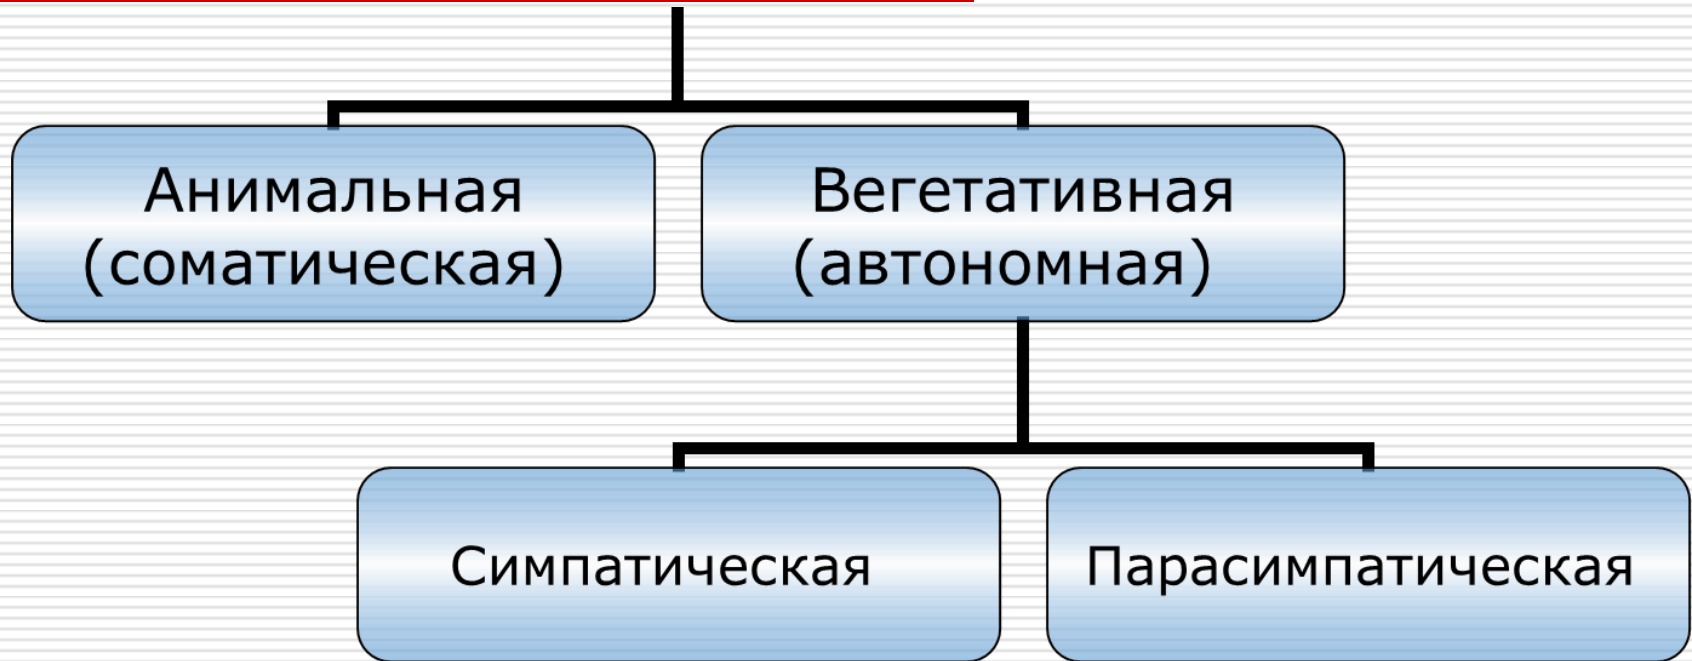 Анимальная
(соматическая)
Вегетативная
(автономная)
Симпатическая
Парасимпатическая